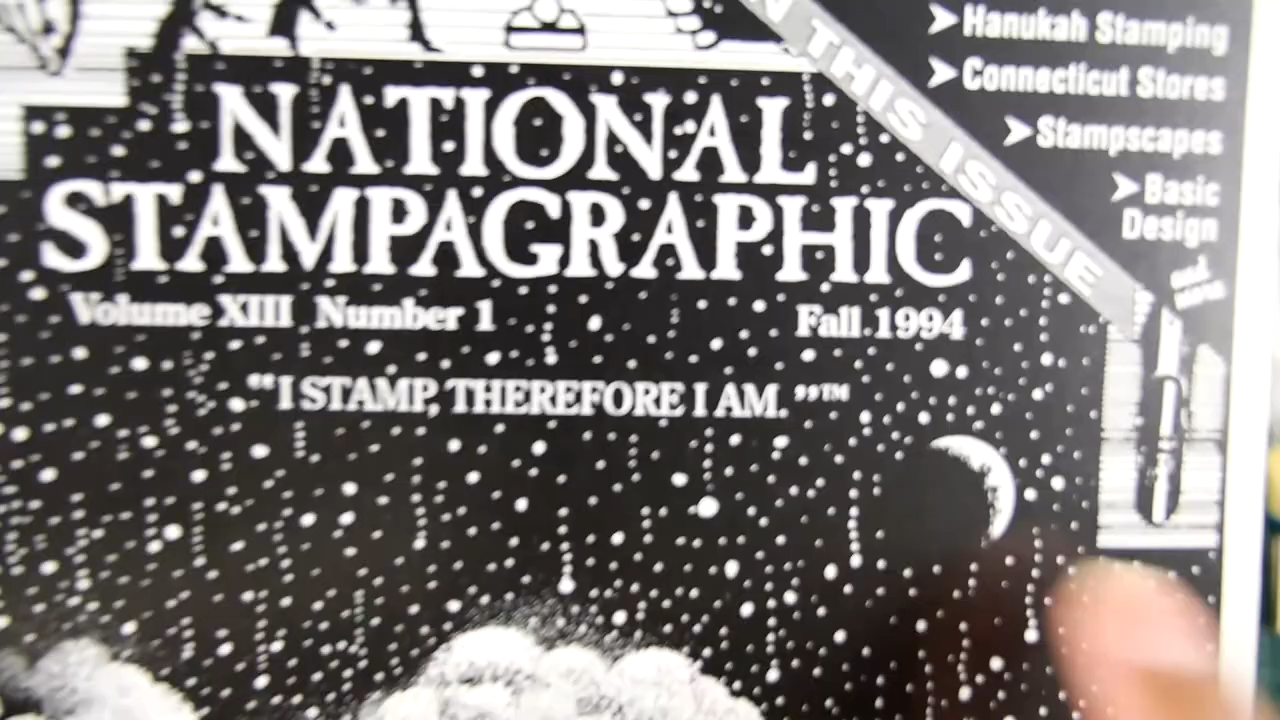 THIS ISSUE
➤Hanukah Stamping
➤Connecticut Stores
➤Stampscapes
➤Basic
Design
NATIONAL
STAMPAGRAPHIC
Volume XIII Number 1
Fall 1994
"I STAMP, THEREFORE I AM."™